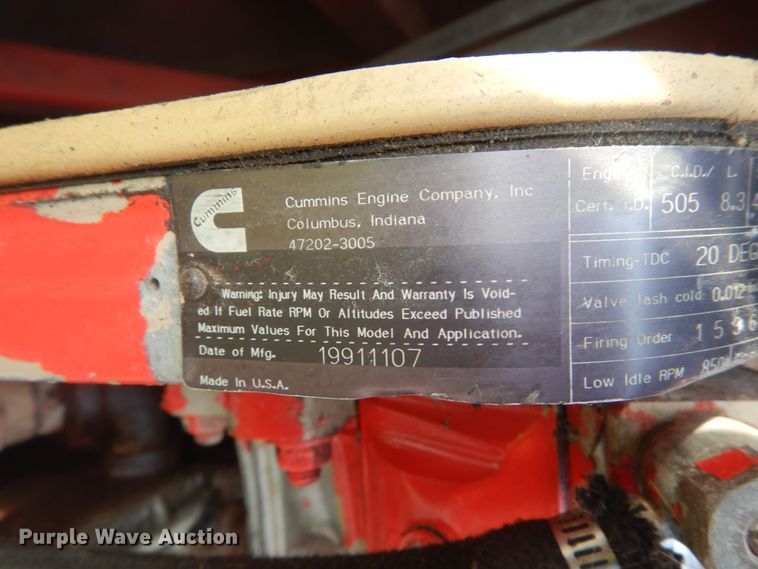 Cummins
Cummins Engine Company, Inc
Columbus, Indiana
47202-3005
Warning: Injury May Result And Warranty Is Void-
ed If Fuel Rate RPM Or Altitudes Exceed Published
Maximum Values For This Model And Application.
Date of Mfg. 19911107
Made In U.S.A.
C.I.D./ L.
Cert. I.D. 505 8.3
Timing-TDC 20 DEG
Valve lash cold: 0.012
Firing Order
Low Idle RPM
Purple Wave Auction